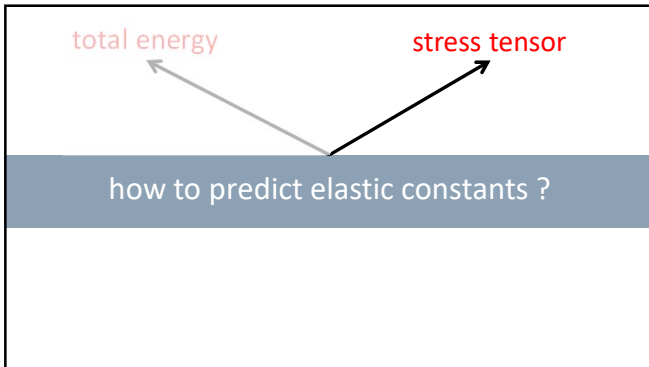 total energy
stress tensor
how to predict elastic constants ?